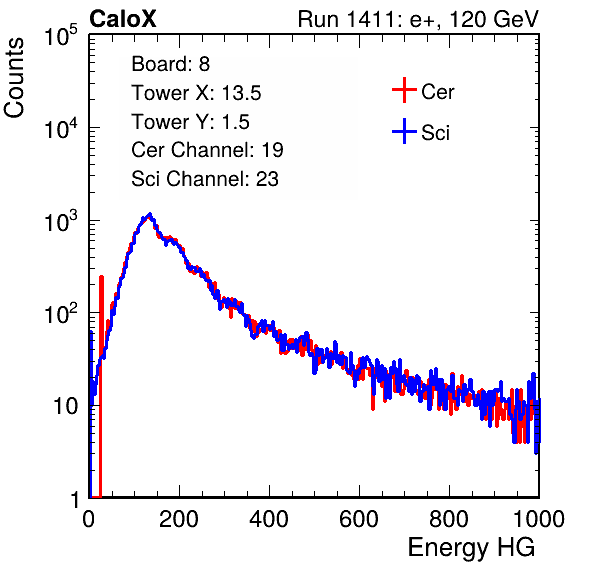 CaloX Run 1411: e+, 120 GeV
Counts
10^5
10^4
10^3
10^2
10
1
Board: 8
Tower X: 13.5
Tower Y: 1.5
Cer Channel: 19
Sci Channel: 23
Cer
Sci
0 200 400 600 800 1000
Energy HG